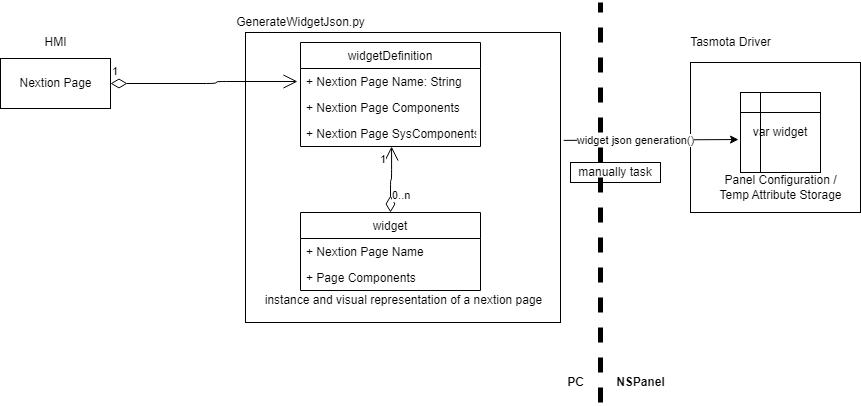 GenerateWidgetJson.py
HMI
Tasmota Driver
widgetDefinition
1
Nextion Page
+ Nextion Page Name: String
+ Nextion Page Components
+ Nextion Page SysComponents
var widget
widget json generation()
1
manually task
Panel Configuration /
Temp Attribute Storage
0..n
widget
+ Nextion Page Name
+ Page Components
instance and visual representation of a nextion page
PC
NSPanel